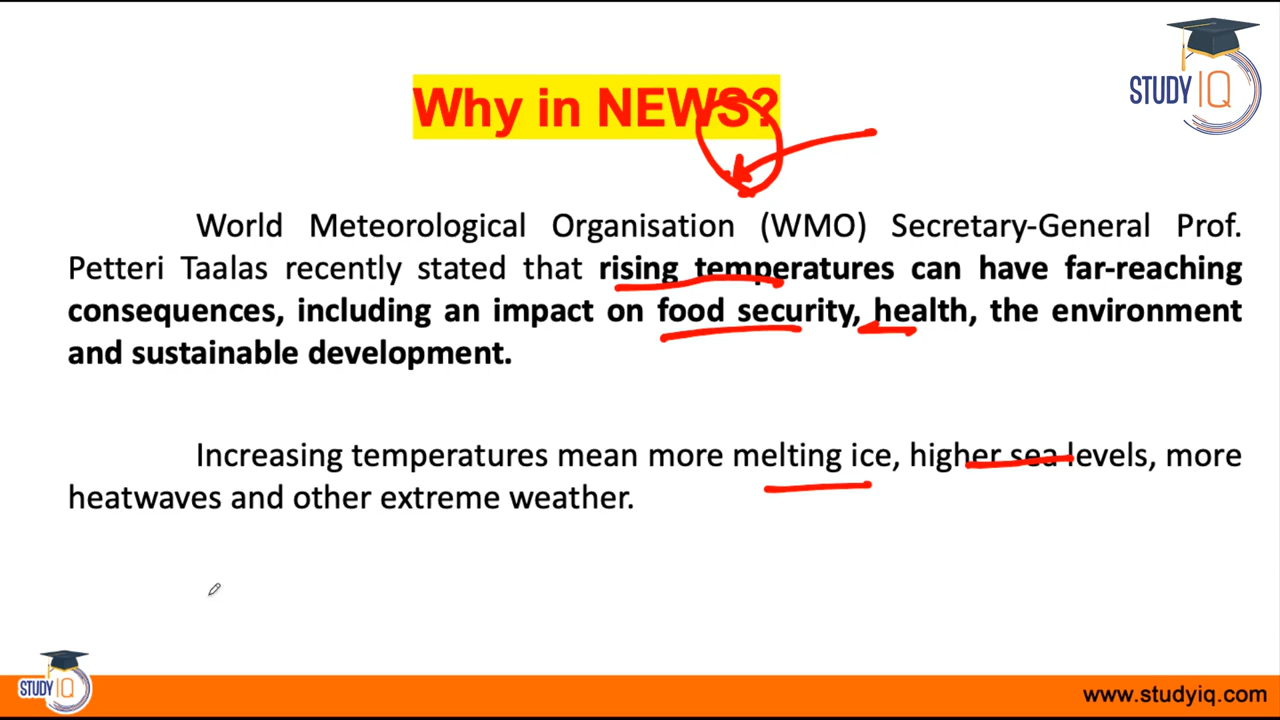 STUDY IQ
Why in NEWS?
World Meteorological Organisation (WMO) Secretary-General Prof.
Petteri Taalas recently stated that rising temperatures can have far-reaching
consequences, including an impact on food security, health, the environment
and sustainable development.
Increasing temperatures mean more melting ice, higher sea levels, more
heatwaves and other extreme weather.
STUDY IQ
www.studyiq.com